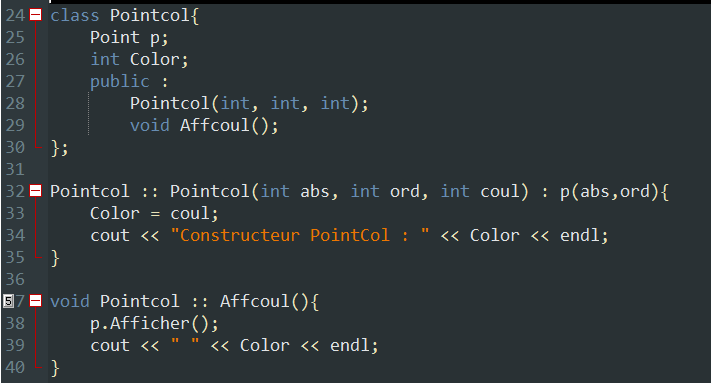 24 class Pointcol{
25 Point p;
26 int Color;
27 public :
28 Pointcol(int, int, int);
29 void Affcoul();
30 };
31
32 Pointcol :: Pointcol(int abs, int ord, int coul) : p(abs,ord){
33 Color = coul;
34 cout << "Constructeur PointCol : " << Color << endl;
35 }
36
57 void Pointcol :: Affcoul(){
38 p.Afficher();
39 cout << " " << Color << endl;
40 }